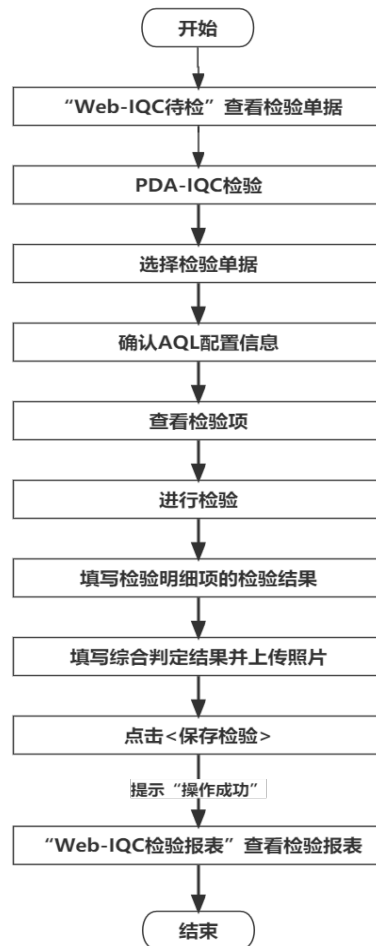 开始
“Web-IQC待检”查看检验单据
PDA-IQC检验
选择检验单据
确认AQL配置信息
查看检验项
进行检验
填写检验明细项的检验结果
填写综合判定结果并上传照片
点击<保存检验>
提示“操作成功”
“Web-IQC检验报表”查看检验报表
结束